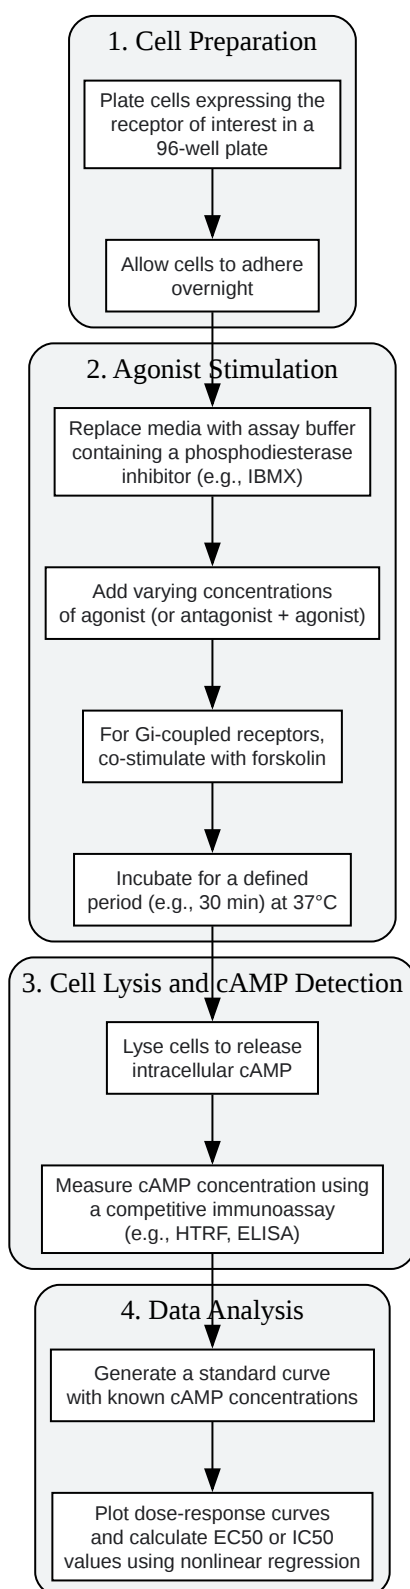 1. Cell Preparation
Plate cells expressing the
receptor of interest in a
96-well plate
Allow cells to adhere
overnight
2. Agonist Stimulation
Replace media with assay buffer
containing a phosphodiesterase
inhibitor (e.g., IBMX)
Add varying concentrations
of agonist (or antagonist + agonist)
For Gi-coupled receptors,
co-stimulate with forskolin
Incubate for a defined
period (e.g., 30 min) at 37°C
3. Cell Lysis and cAMP Detection
Lyse cells to release
intracellular cAMP
Measure cAMP concentration using
a competitive immunoassay
(e.g., HTRF, ELISA)
4. Data Analysis
Generate a standard curve
with known cAMP concentrations
Plot dose-response curves
and calculate EC50 or IC50
values using nonlinear regression